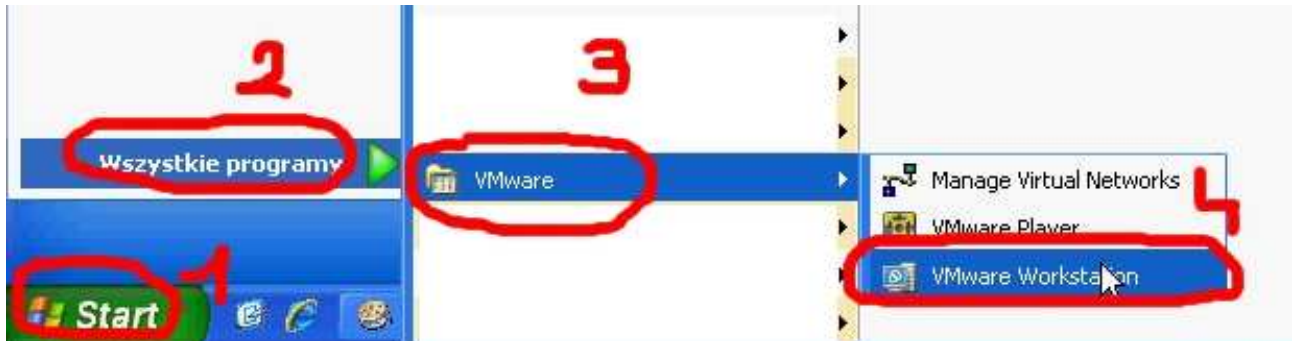 2
3
Wszystkie programy
VMware
Manage Virtual Networks
4
VMware Player
VMware Workstation
1
Start